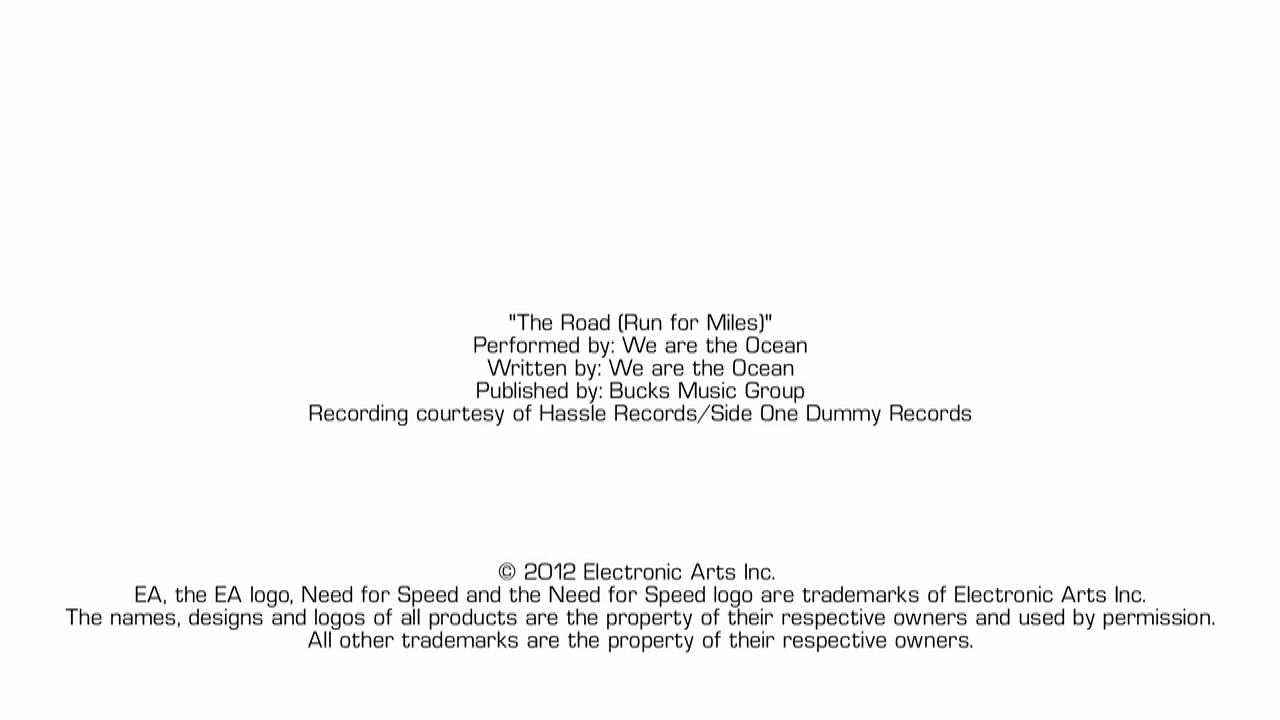 "The Road (Run for Miles)"
Performed by: We are the Ocean
Written by: We are the Ocean
Published by: Bucks Music Group
Recording courtesy of Hassle Records/Side One Dummy Records
© 2012 Electronic Arts Inc.
EA, the EA logo, Need for Speed and the Need for Speed logo are trademarks of Electronic Arts Inc.
The names, designs and logos of all products are the property of their respective owners and used by permission.
All other trademarks are the property of their respective owners.